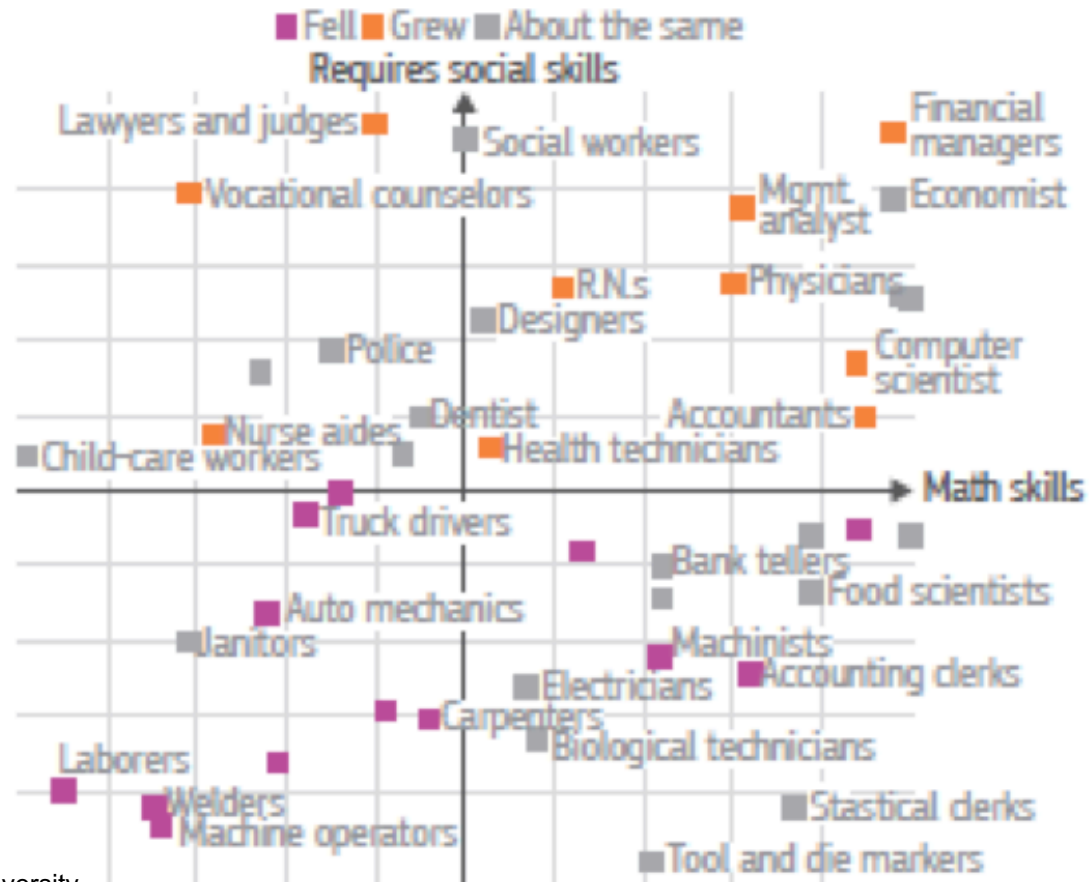 Fell Grew About the same
Requires social skills
Lawyers and judges
Social workers
Financial
managers
Vocational counselors
Mgmt.
analyst
Economist
R.N.s
Physicians
Designers
Police
Computer
scientist
Dentist
Accountants
Nurse aides
Health technicians
Child-care workers
Math skills
Truck drivers
Bank tellers
Food scientists
Auto mechanics
Janitors
Machinists
Accounting clerks
Electricians
Carpenters
Biological technicians
Laborers
Welders
Stastical clerks
Machine operators
Tool and die markers